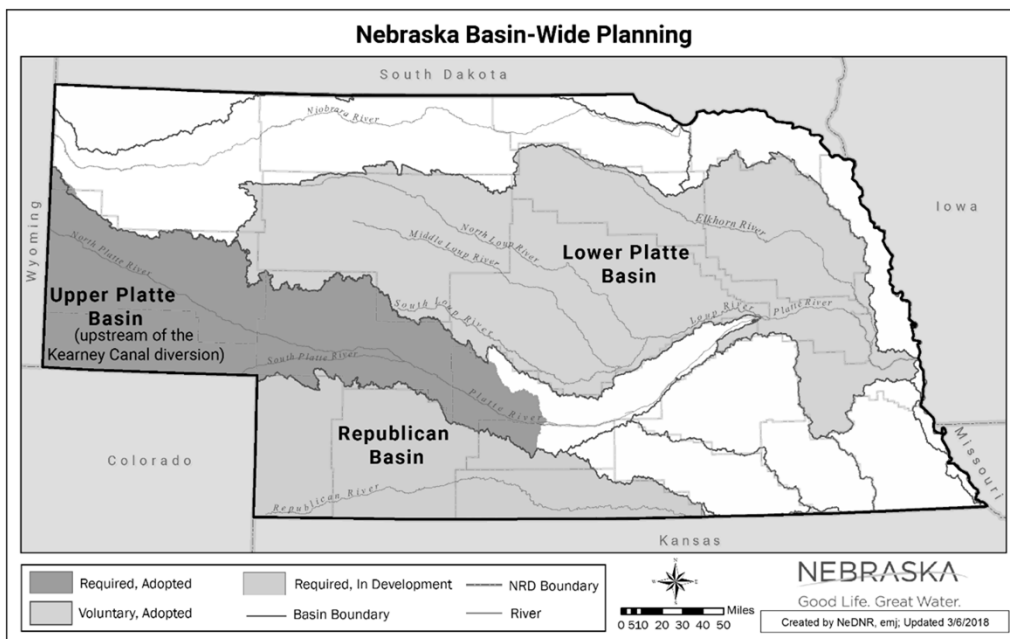 Nebraska Basin-Wide Planning
South Dakota
Niobrara River
Wyoming
Iowa
Elkhorn River
North Loup River
Middle Loup River
Lower Platte
Basin
North Platte River
Upper Platte
Basin
(upstream of the
Kearney Canal diversion)
South Loup River
Loup River
Platte River
South Platte River
Platte River
Republican
Basin
Colorado
Missouri
Republican River
Kansas
Required, Adopted
Required, In Development
NRD Boundary
Voluntary, Adopted
Basin Boundary
River
N
0 5 10 20 30 40 50 Miles
NEBRASKA
Good Life. Great Water.
Created by NeDNR, emj; Updated 3/6/2018